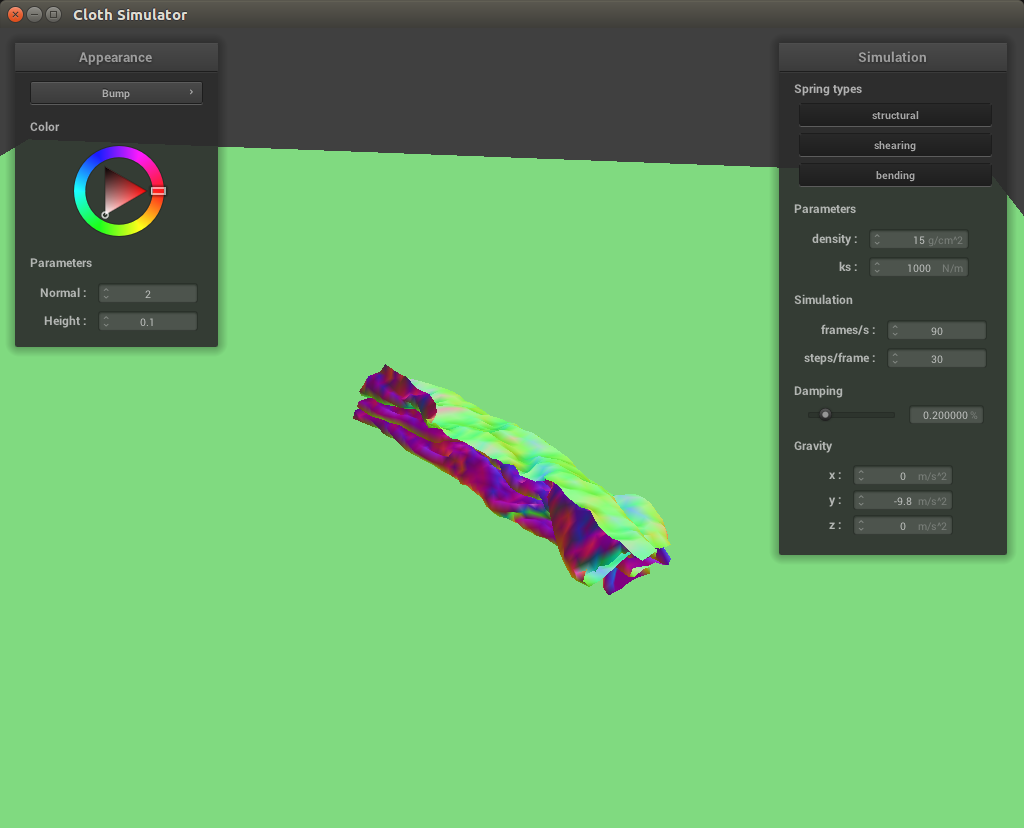 Cloth Simulator
Appearance
Bump
Color
Parameters
Normal : 2
Height : 0.1
Simulation
Spring types
structural
shearing
bending
Parameters
density : 15 g/cm^2
ks : 1000 N/m
Simulation
frames/s : 90
steps/frame : 30
Damping
0.200000 %
Gravity
x : 0 m/s^2
y : -9.8 m/s^2
z : 0 m/s^2